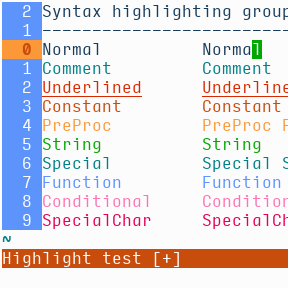 2 Syntax highlighting group
1 --------------------------
0 Normal Normal
1 Comment Comment
2 Underlined Underline
3 Constant Constant
4 PreProc PreProc
5 String String
6 Special Special S
7 Function Function
8 Conditional Condition
9 SpecialChar SpecialCh
~
Highlight test [+]